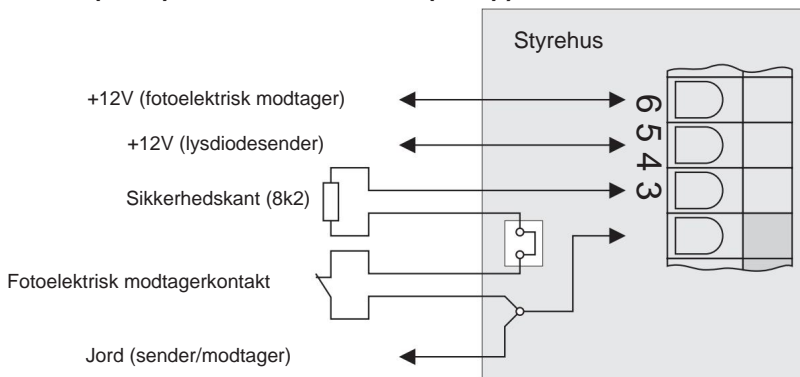 Styrehus
+12V (fotoelektrisk modtager)
6
+12V (lysdiodesender)
5
4
Sikkerhedskant (8k2)
3
Fotoelektrisk modtagerkontakt
Jord (sender/modtager)